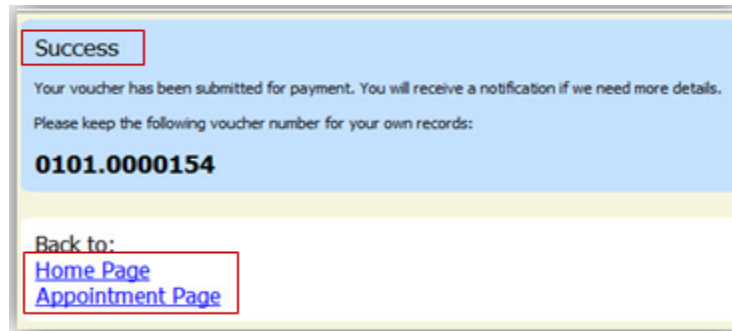 Success
Your voucher has been submitted for payment. You will receive a notification if we need more details.
Please keep the following voucher number for your own records:
0101.0000154
Back to:
Home Page
Appointment Page